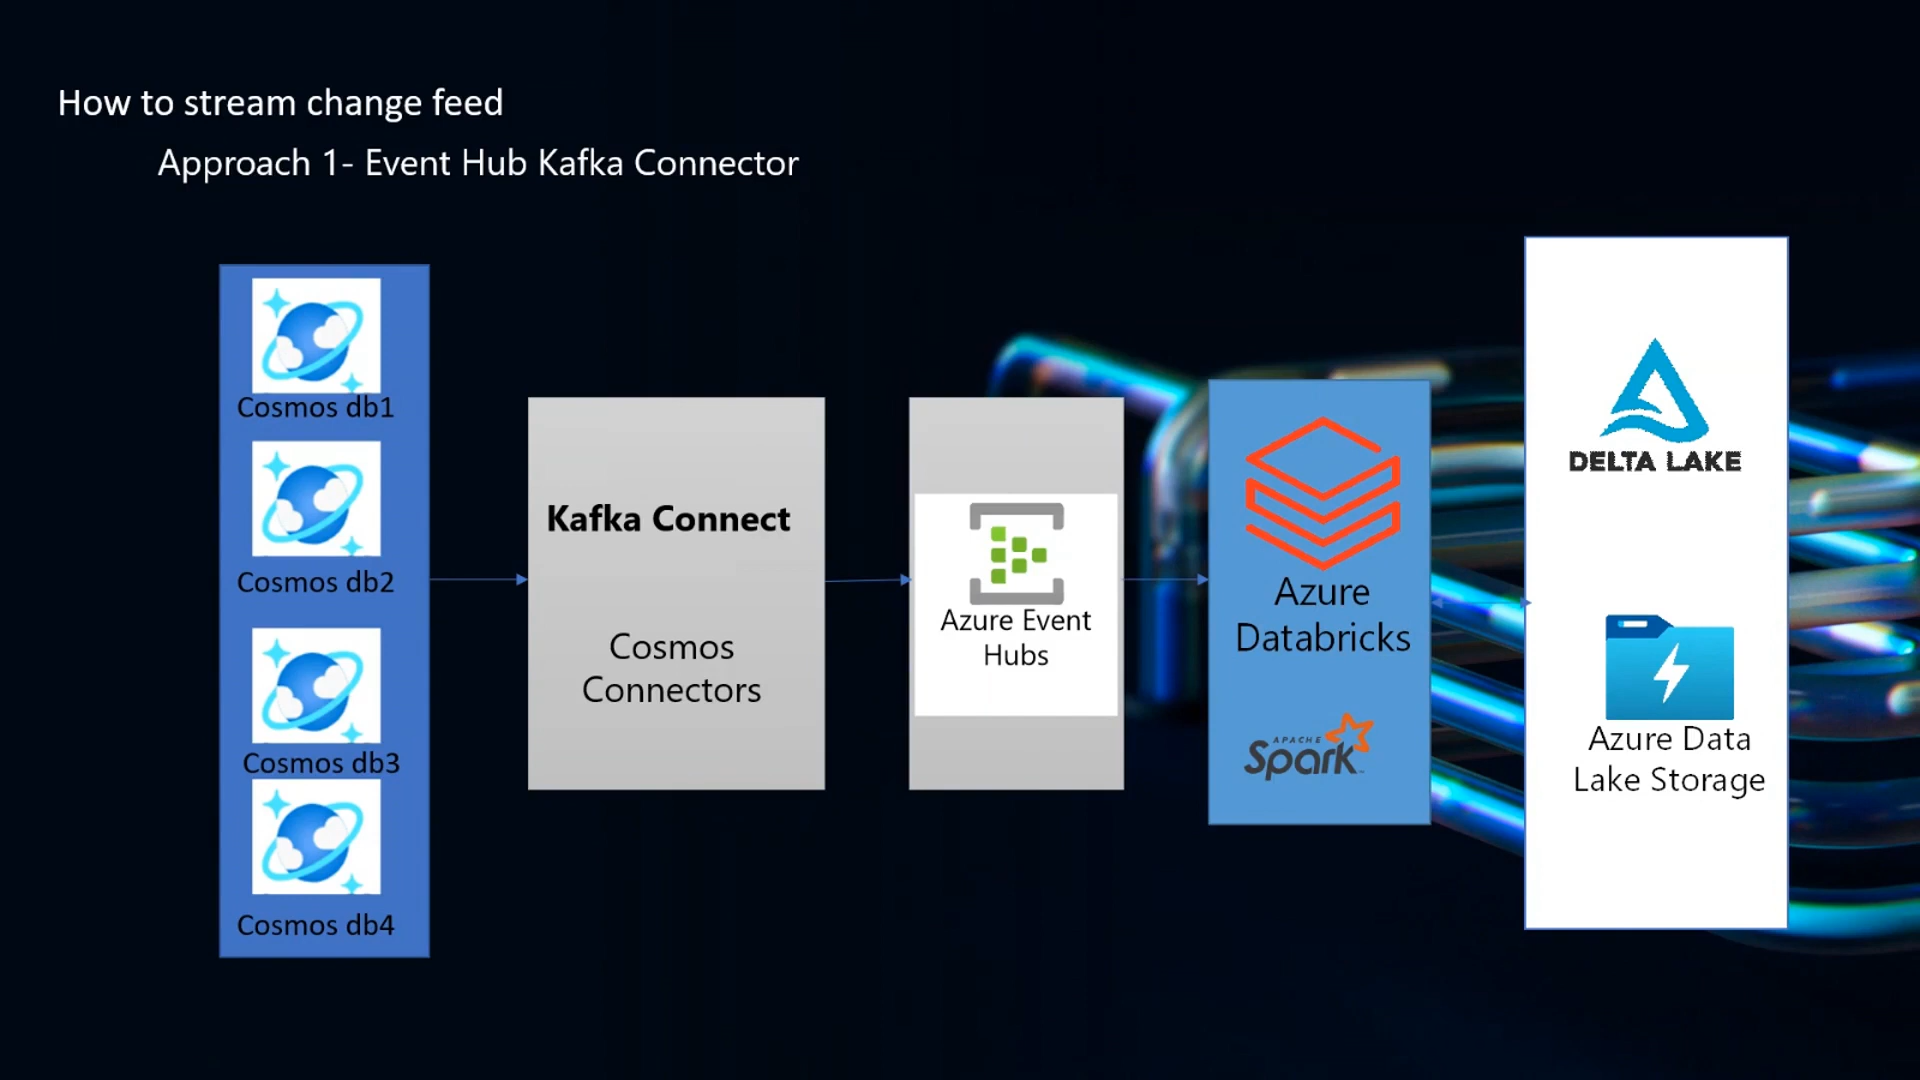 How to stream change feed
Approach 1- Event Hub Kafka Connector
Cosmos db1
Cosmos db2
Cosmos db3
Cosmos db4
Kafka Connect
Cosmos
Connectors
Azure Event
Hubs
Azure
Databricks
APACHE
Spark
DELTA LAKE
Azure Data
Lake Storage